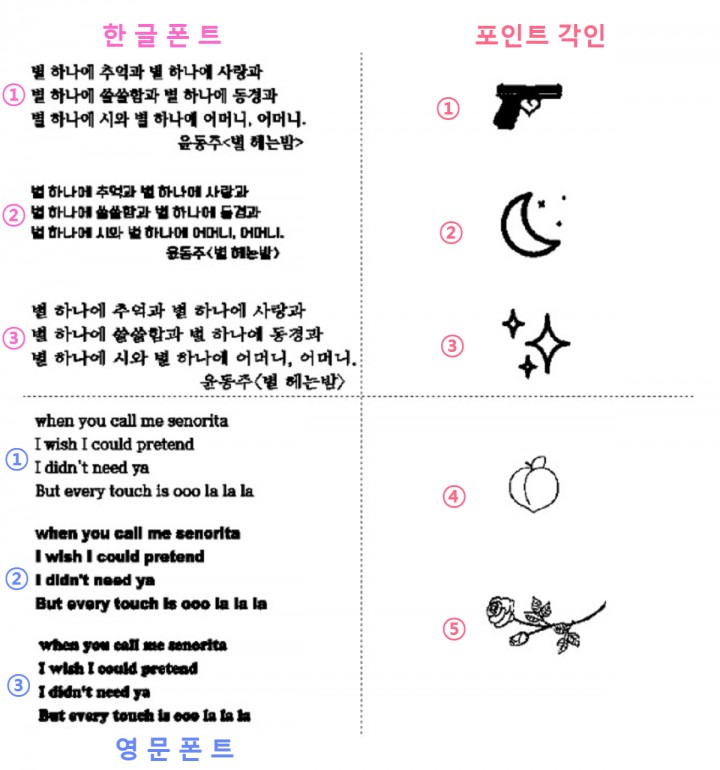 한글폰트
① 별 하나에 추억과 별 하나에 사랑과
별 하나에 쓸쓸함과 별 하나에 동경과
별 하나에 시와 별 하나에 어머니, 어머니.
윤동주<별 헤는밤>
② 별 하나에 추억과 별 하나에 사랑과
별 하나에 쓸쓸함과 별 하나에 동경과
별 하나에 시와 별 하나에 어머니, 어머니.
윤동주<별 헤는밤>
③ 별 하나에 추억과 별 하나에 사랑과
별 하나에 쓸쓸함과 별 하나에 동경과
별 하나에 시와 별 하나에 어머니, 어머니.
윤동주<별 헤는밤>
① when you call me senorita
I wish I could pretend
I didn't need ya
But every touch is ooo la la la
② when you call me senorita
I wish I could pretend
I didn't need ya
But every touch is ooo la la la
③ when you call me senorita
I wish I could pretend
I didn't need ya
But every touch is ooo la la la
영문폰트
포인트 각인
①
②
③
④
⑤